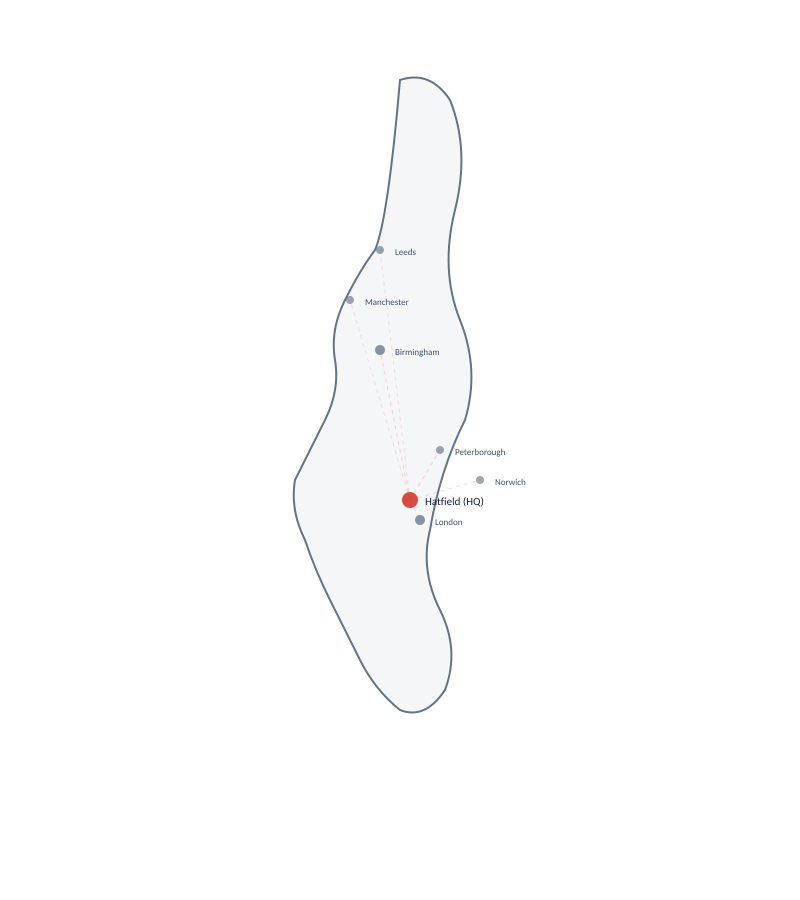 Leeds
Manchester
Birmingham
Peterborough
Norwich
Hatfield (HQ)
London